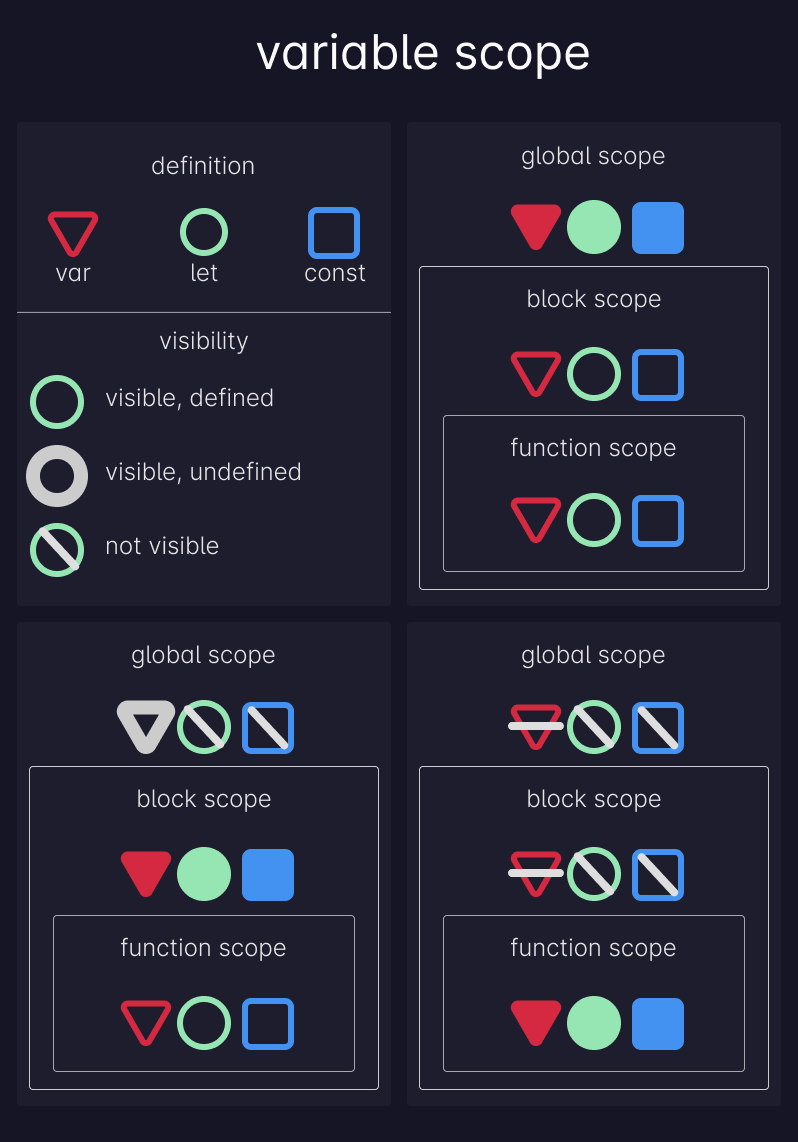 variable scope
definition
var let const
visibility
visible, defined
visible, undefined
not visible
global scope
block scope
function scope
global scope
block scope
function scope
global scope
block scope
function scope